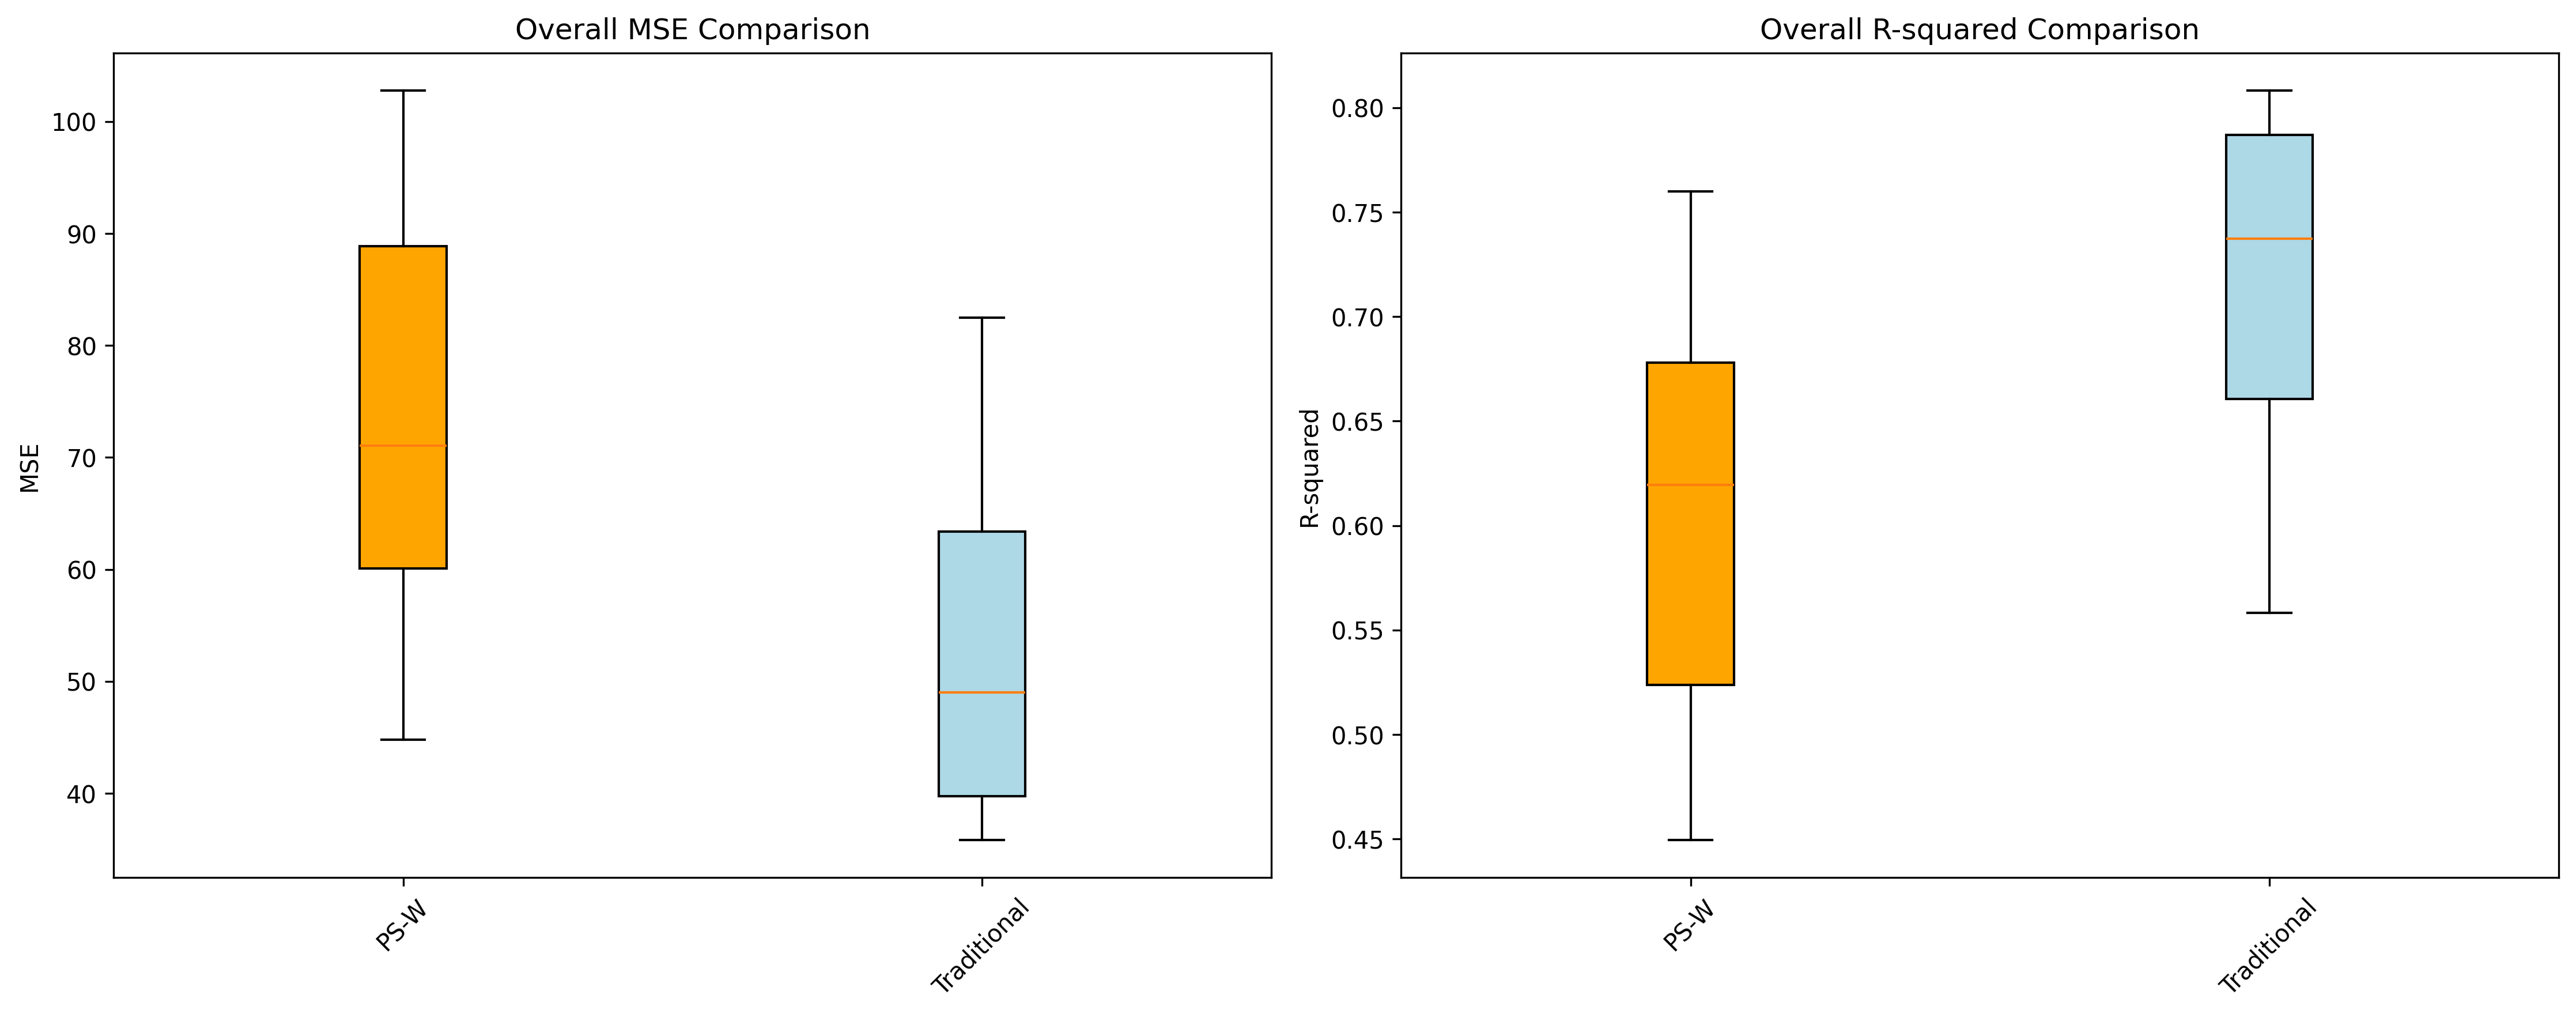 Overall MSE Comparison
MSE
100
90
80
70
60
50
40
PS-W
Traditional
Overall R-squared Comparison
R-squared
0.80
0.75
0.70
0.65
0.60
0.55
0.50
0.45
PS-W
Traditional